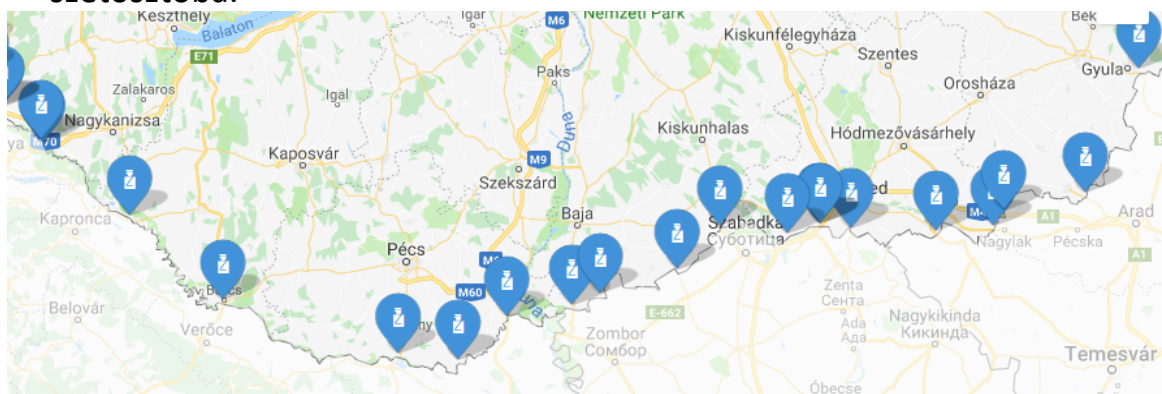 Keszthely
Igar
M6
Nemzeti Park
Kiskunfélegyháza
Bék
Balaton
E71
Szentes
Gyula
Paks
Zalakaros
Igal
Orosháza
Duna
Nagykanizsa
M70
Kiskunhalas
Hódmezővásárhely
Kaposvár
M9
Szekszárd
Kapronca
Baja
Szabadka
Суботица
A1
Arad
Nagylak
Pécska
Pécs
A1
M60
Belovár
Verőce
E-662
Zenta
Сента
Nagykikinda
Кикинда
Ada
Ада
Zombor
Сомбор
Temesvár
Óbecse